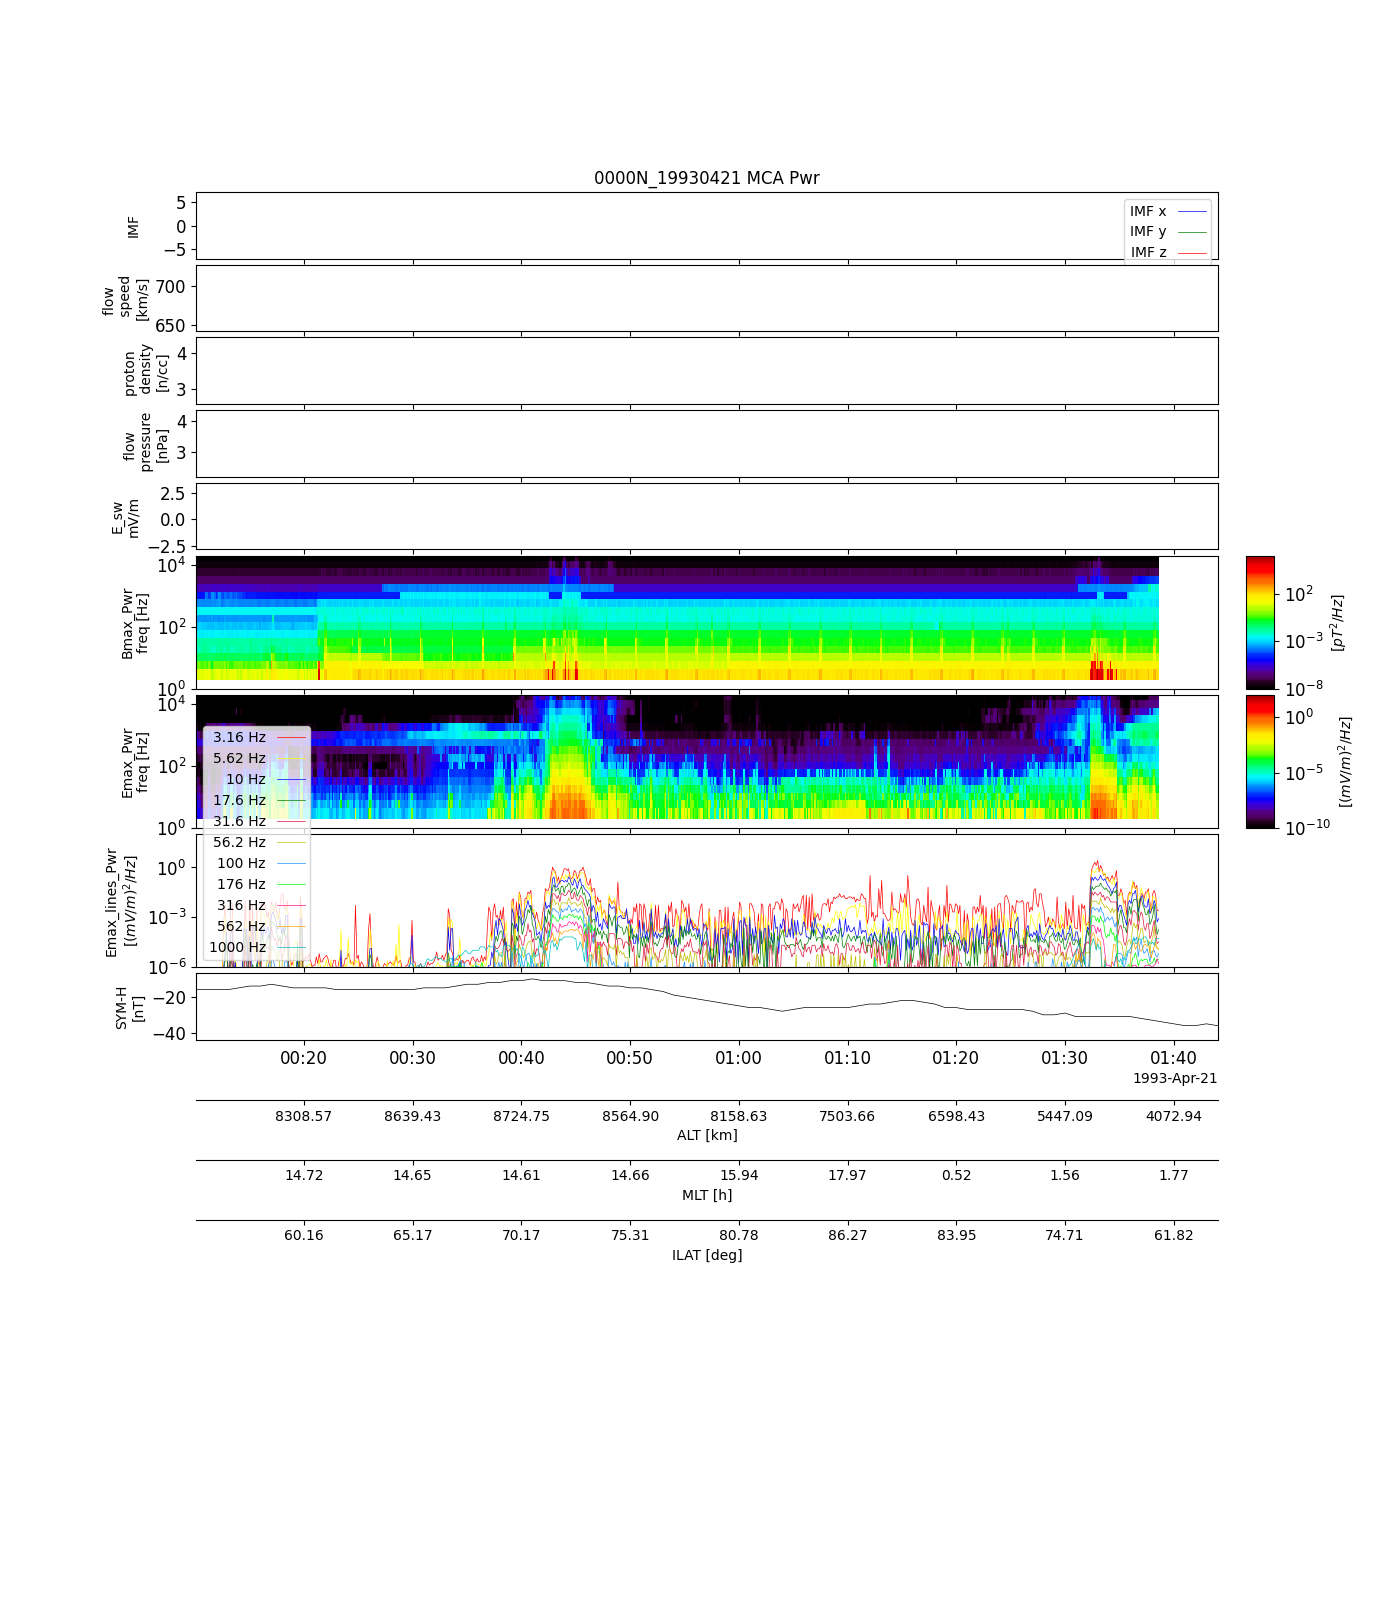 0000N_19930421 MCA Pwr
IMF
5
0
−5
IMF x
IMF y
IMF z
flow
speed
[km/s]
700
650
proton
density
[n/cc]
4
3
flow
pressure
[nPa]
4
3
E_sw
mV/m
2.5
0.0
−2.5
Bmax_Pwr
freq [Hz]
10^4
10^2
10^0
10^2
10^−3
10^−8
[pT^2/Hz]
Emax_Pwr
freq [Hz]
10^4
10^2
10^0
10^0
10^−5
10^−10
[(mV/m)^2/Hz]
3.16 Hz
5.62 Hz
10 Hz
17.6 Hz
31.6 Hz
56.2 Hz
100 Hz
176 Hz
316 Hz
562 Hz
1000 Hz
Emax_lines_Pwr
[(mV/m)^2/Hz]
10^0
10^−3
10^−6
SYM-H
[nT]
−20
−40
00:20 00:30 00:40 00:50 01:00 01:10 01:20 01:30 01:40
1993-Apr-21
8308.57 8639.43 8724.75 8564.90 8158.63 7503.66 6598.43 5447.09 4072.94
ALT [km]
14.72 14.65 14.61 14.66 15.94 17.97 0.52 1.56 1.77
MLT [h]
60.16 65.17 70.17 75.31 80.78 86.27 83.95 74.71 61.82
ILAT [deg]